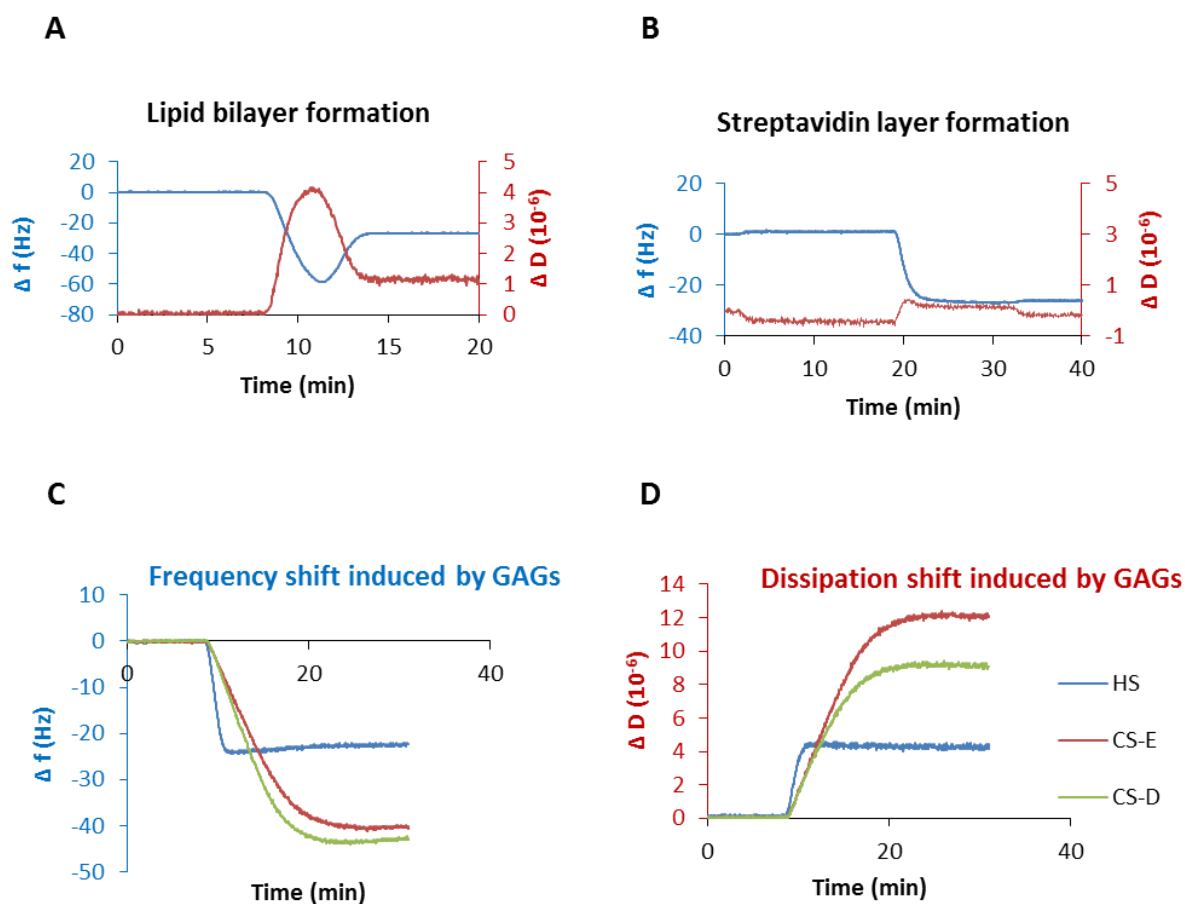 A
Lipid bilayer formation
20
0
-20
-40
-60
-80
Δ f (Hz)
5
4
3
2
1
0
Δ D (10⁻⁶)
0 5 10 15 20
Time (min)
B
Streptavidin layer formation
20
0
-20
-40
Δ f (Hz)
5
3
1
-1
Δ D (10⁻⁶)
0 10 20 30 40
Time (min)
C
Frequency shift induced by GAGs
10
0
-10
-20
-30
-40
-50
Δ f (Hz)
0 20 40
Time (min)
D
Dissipation shift induced by GAGs
14
12
10
8
6
4
2
0
Δ D (10⁻⁶)
0 20 40
Time (min)
HS
CS-E
CS-D